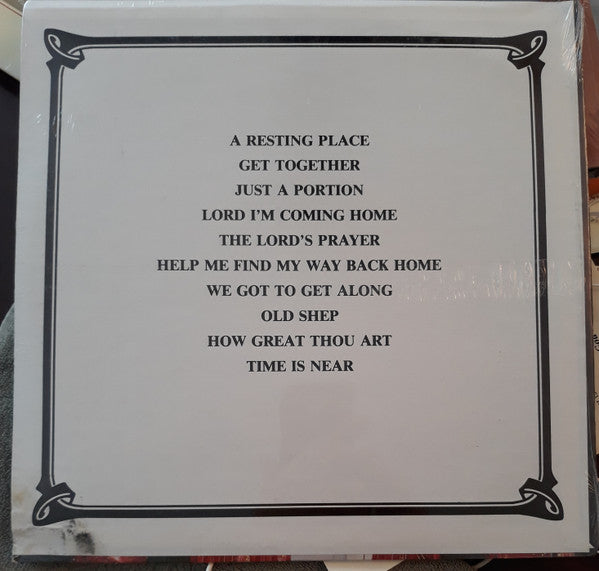 A RESTING PLACE
GET TOGETHER
JUST A PORTION
LORD I'M COMING HOME
THE LORD'S PRAYER
HELP ME FIND MY WAY BACK HOME
WE GOT TO GET ALONG
OLD SHEP
HOW GREAT THOU ART
TIME IS NEAR